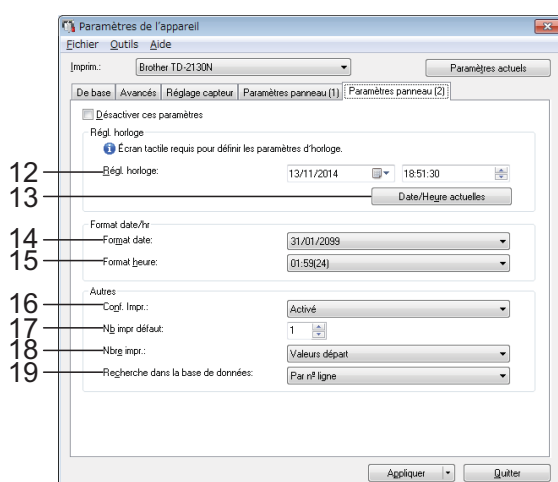 Paramètres de l'appareil
Fichier Outils Aide
Imprim.: Brother TD-2130N Paramètres actuels
De base Avancés Réglage capteur Paramètres panneau (1) Paramètres panneau (2)
Désactiver ces paramètres
Régl. horloge
Écran tactile requis pour définir les paramètres d'horloge.
12 Régl. horloge: 13/11/2014 18:51:30
13 Date/Heure actuelles
Format date/hr
14 Format date: 31/01/2099
15 Format heure: 01:59(24)
Autres
16 Conf. Impr.: Activé
17 Nb impr défaut: 1
18 Nbre impr.: Valeurs départ
19 Recherche dans la base de données: Par nº ligne
Appliquer Quitter